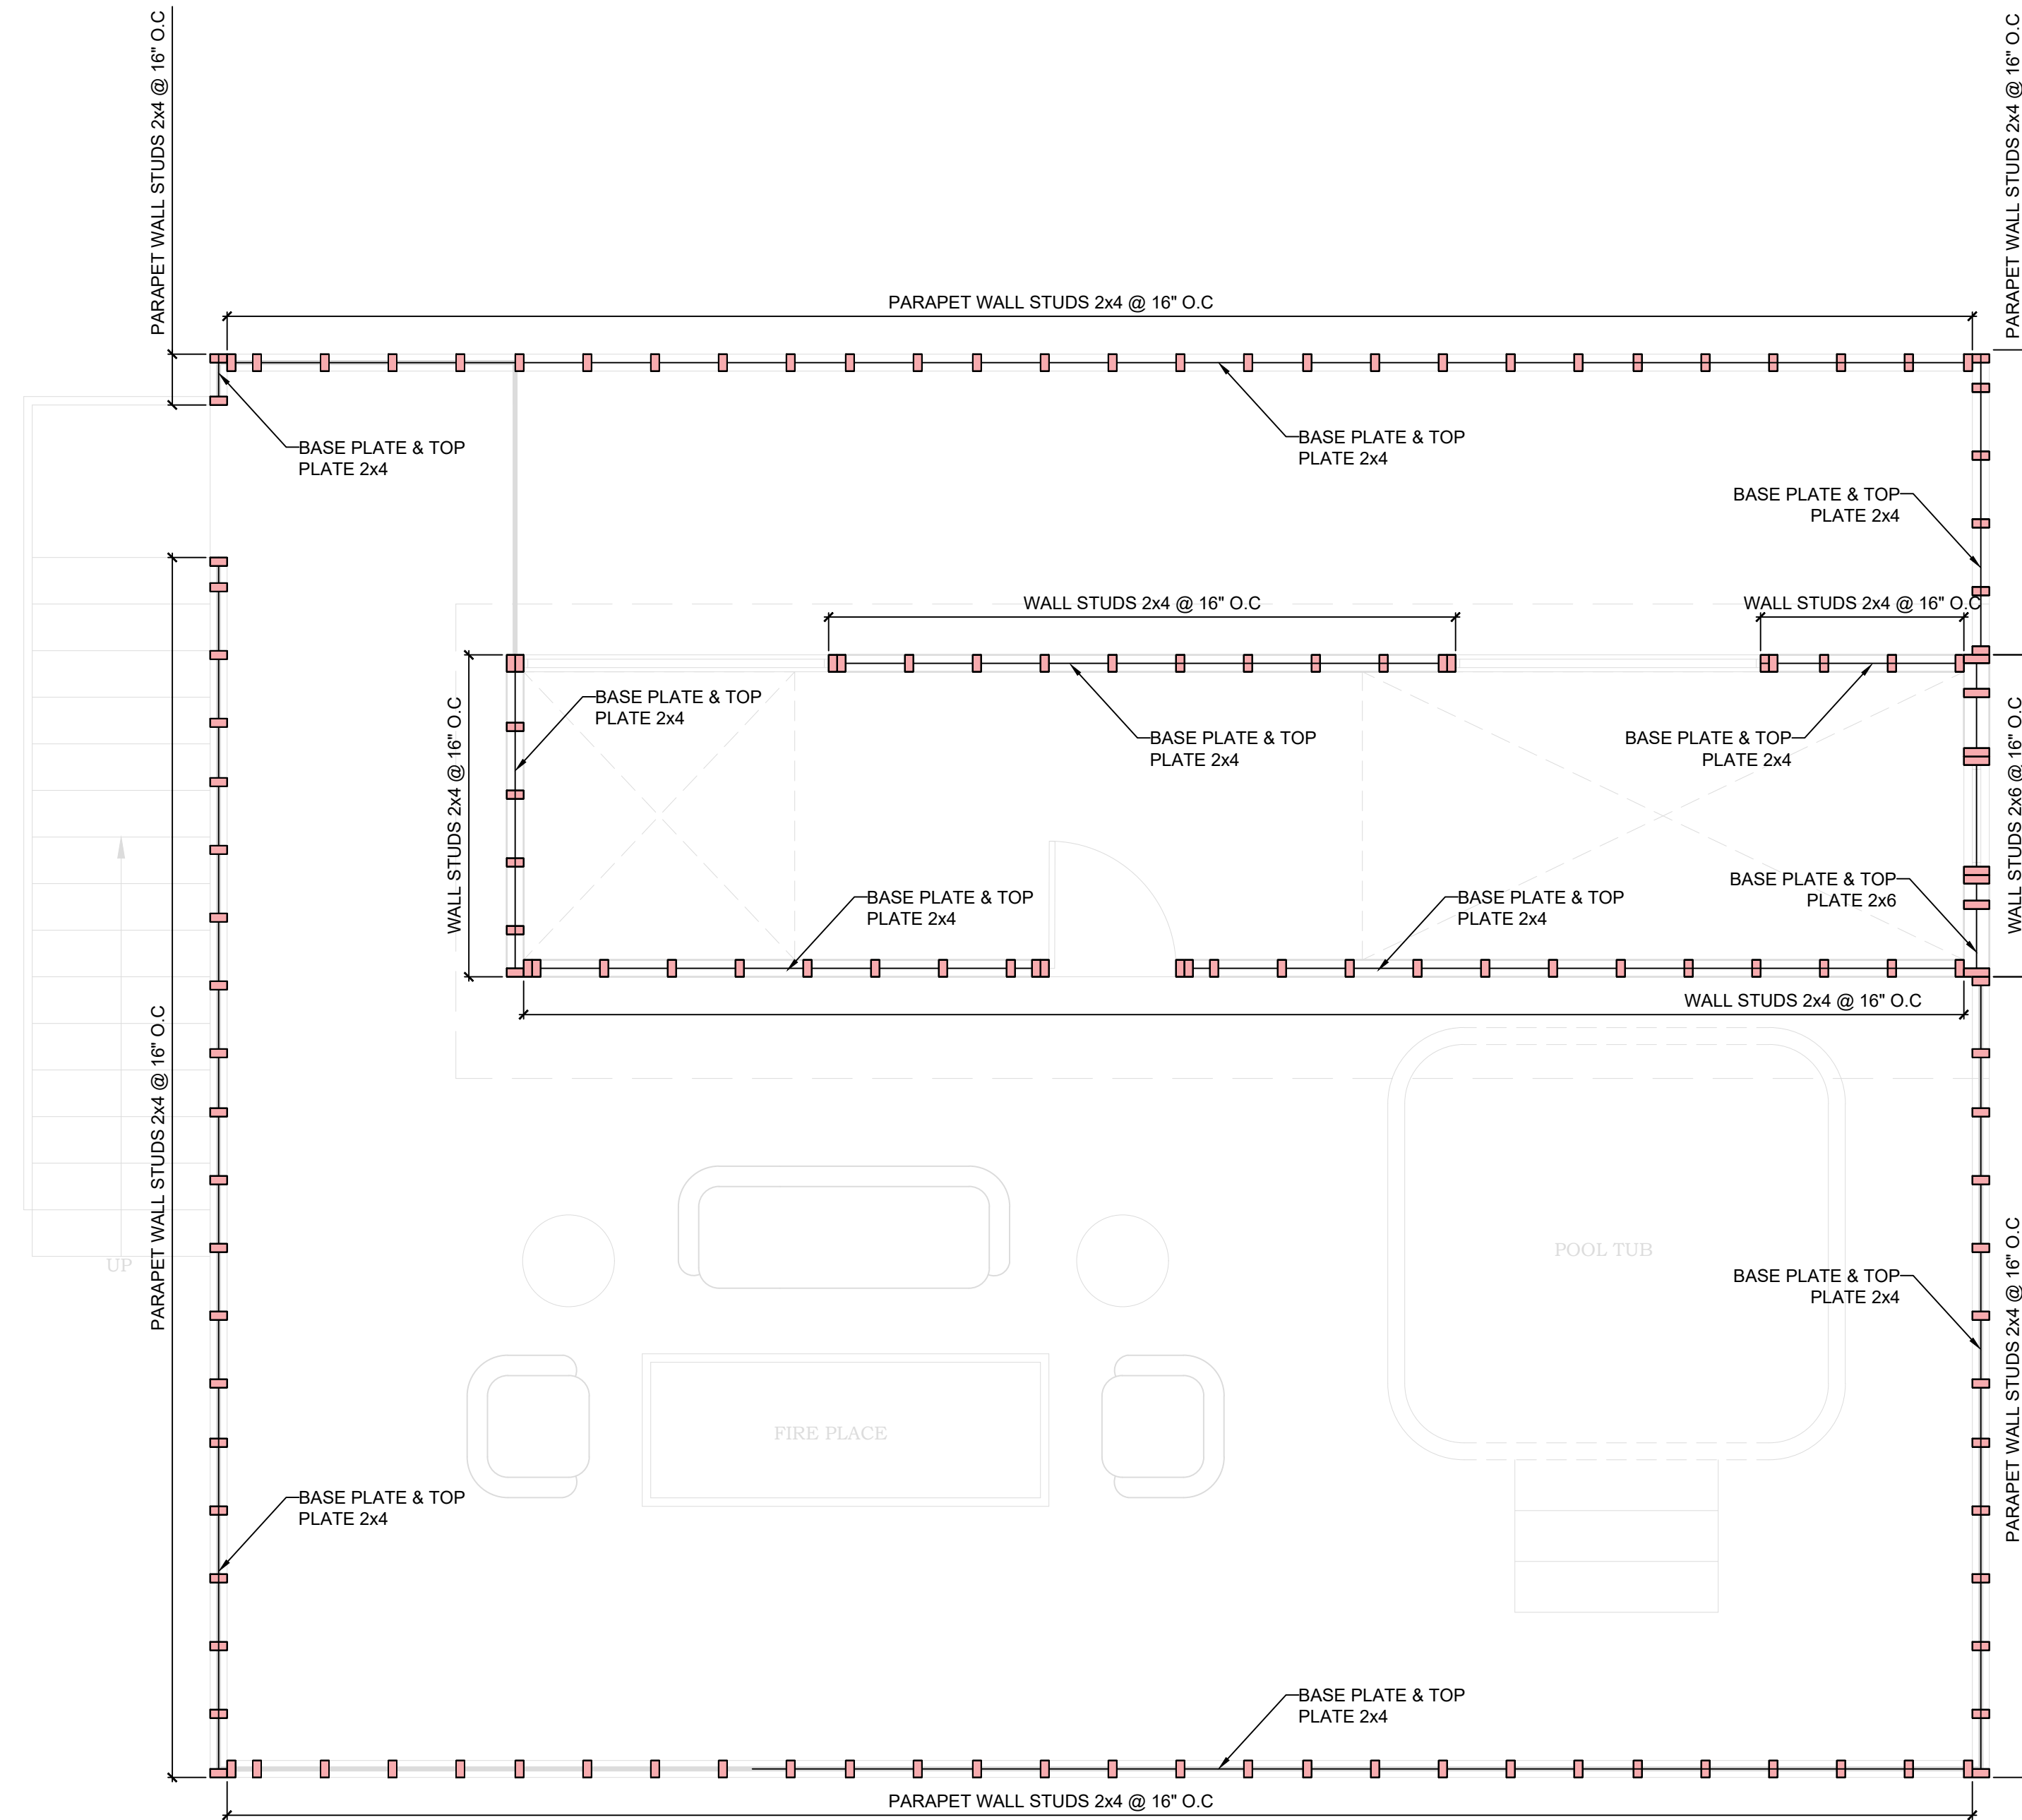 PARAPET WALL STUDS 2x4 @ 16" O.C
PARAPET WALL STUDS 2x4 @ 16" O.C
PARAPET WALL STUDS 2x4 @ 16" O.C
BASE PLATE & TOP
PLATE 2x4
BASE PLATE & TOP
PLATE 2x4
BASE PLATE & TOP
PLATE 2x4
WALL STUDS 2x4 @ 16" O.C
WALL STUDS 2x4 @ 16" O.C
WALL STUDS 2x4 @ 16" O.C
BASE PLATE & TOP
PLATE 2x4
BASE PLATE & TOP
PLATE 2x4
BASE PLATE & TOP
PLATE 2x4
WALL STUDS 2x6 @ 16" O.C
BASE PLATE & TOP
PLATE 2x4
BASE PLATE & TOP
PLATE 2x4
BASE PLATE & TOP
PLATE 2x6
WALL STUDS 2x4 @ 16" O.C
PARAPET WALL STUDS 2x4 @ 16" O.C
UP
POOL TUB
BASE PLATE & TOP
PLATE 2x4
PARAPET WALL STUDS 2x4 @ 16" O.C
FIRE PLACE
BASE PLATE & TOP
PLATE 2x4
BASE PLATE & TOP
PLATE 2x4
PARAPET WALL STUDS 2x4 @ 16" O.C